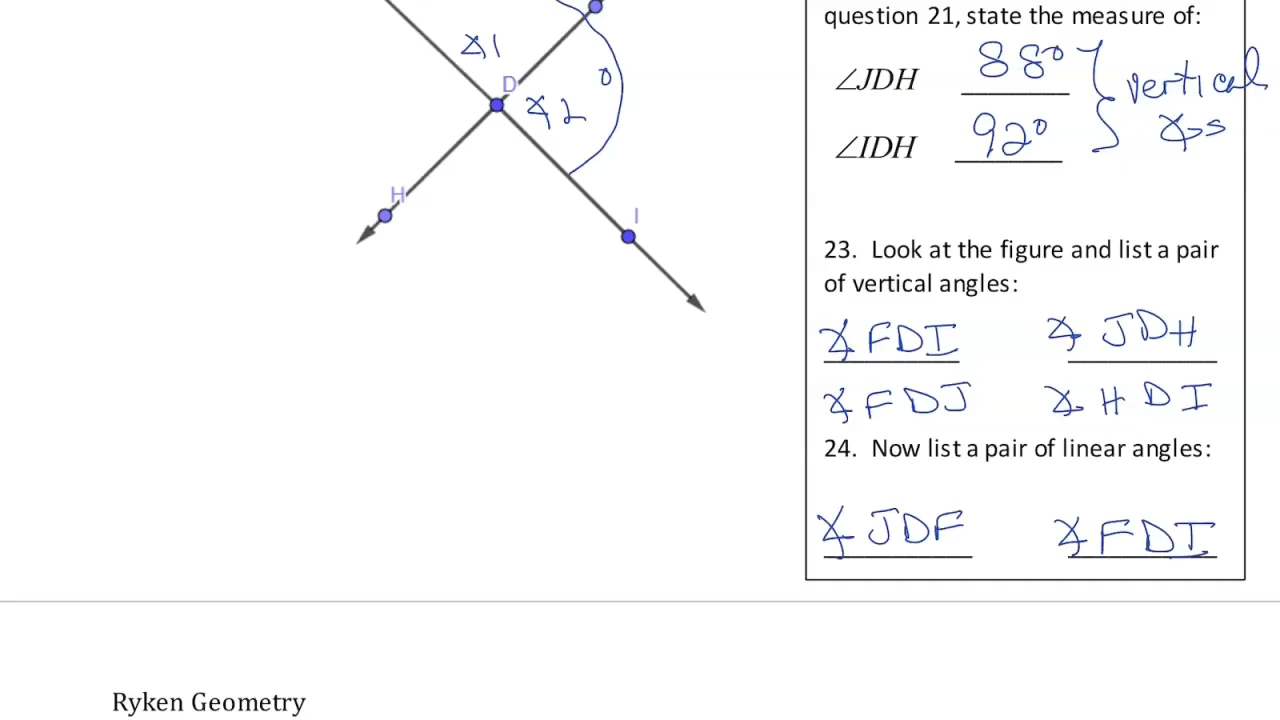 question 21, state the measure of:
∡1
0
∠JDH 88° vertical
D
∡2
∠IDH 92° ∡s
H
I
23. Look at the figure and list a pair
of vertical angles:
∡FDI ∡JDH
∡FDJ ∡HDI
24. Now list a pair of linear angles:
∡JDF ∡FDI
Ryken Geometry